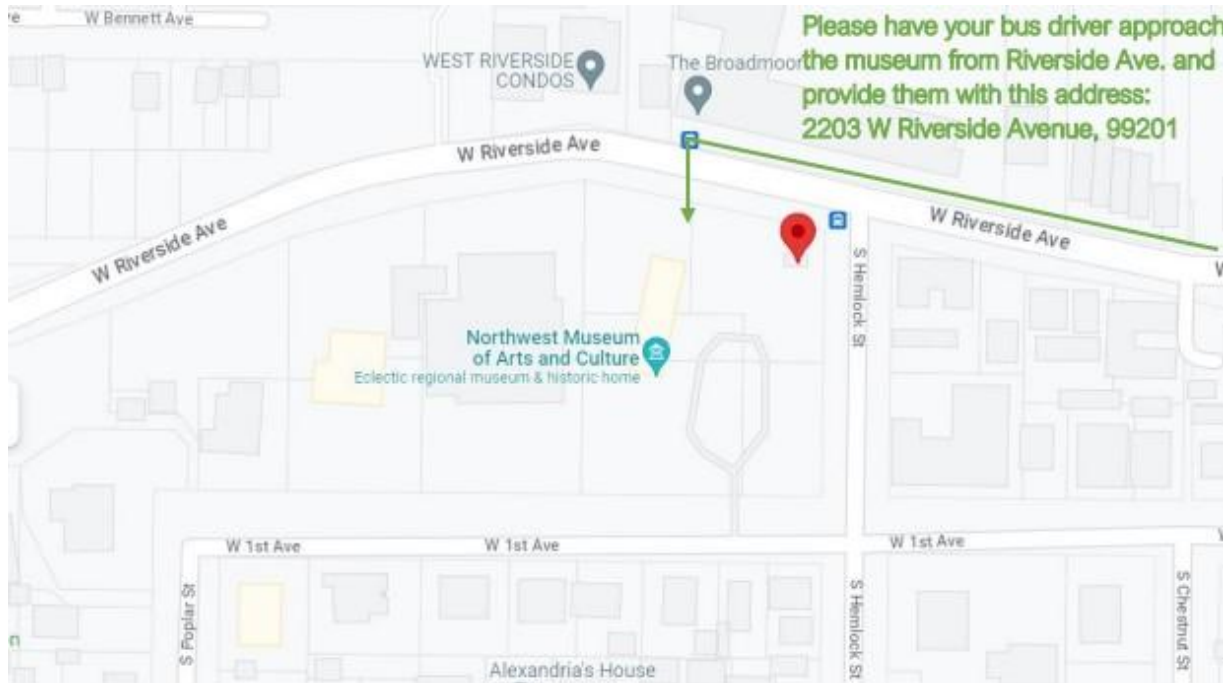 e
W Bennett Ave
WEST RIVERSIDE
CONDOS
The Broadmoor
Please have your bus driver approach
the museum from Riverside Ave. and
provide them with this address:
2203 W Riverside Avenue, 99201
W Riverside Ave
W Riverside Ave
W Riverside Ave
W
S Hemlock St
Northwest Museum
of Arts and Culture
Eclectic regional museum & historic home
W 1st Ave
W 1st Ave
W 1st Ave
S Poplar St
S Hemlock St
S Chestnut St
Alexandria's House